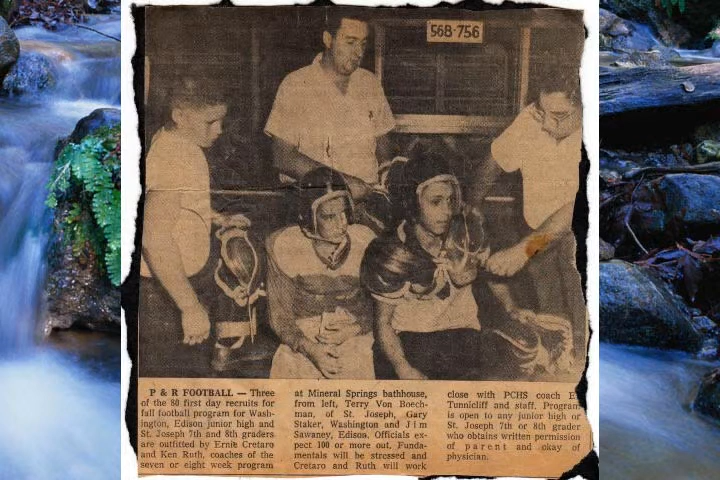 568-756
P & R FOOTBALL — Three
of the 80 first day recruits for
fall football program for Wash-
ington, Edison junior high and
St. Joseph 7th and 8th graders
are outfitted by Ernie Cretaro
and Ken Ruth, coaches of the
seven or eight week program
at Mineral Springs bathhouse,
from left, Terry Von Boech-
man, of St. Joseph, Gary
Staker, Washington and Jim
Sawaney, Edison. Officials ex-
pect 100 or more out. Funda-
mentals will be stressed and
Cretaro and Ruth will work
close with PCHS coach
Tunnicliff and staff. Program
is open to any junior high or
St. Joseph 7th or 8th grader
who obtains written permission
of parent and okay of
physician.